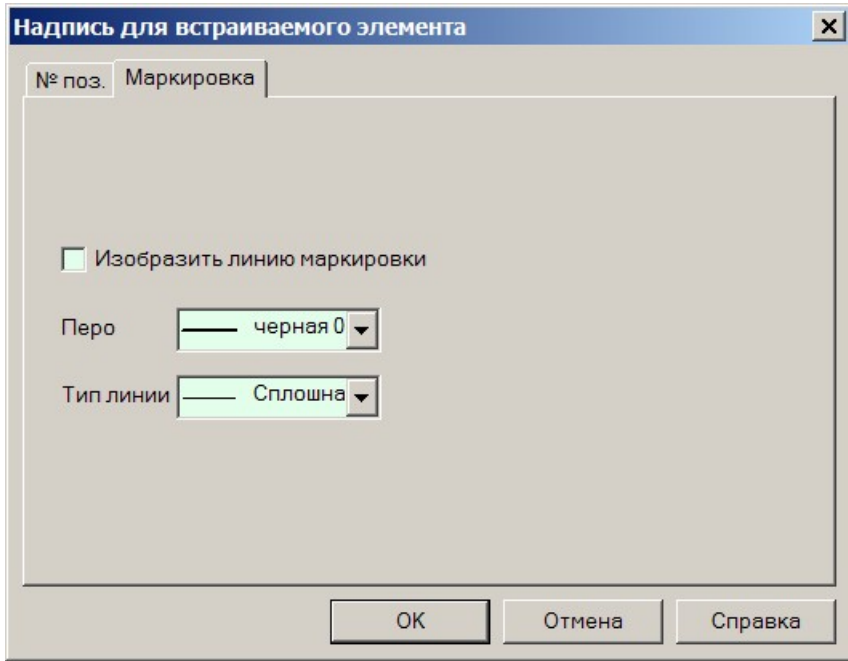 Надпись для встраиваемого элемента
№ поз. Маркировка
Изобразить линию маркировки
Перо черная 0
Тип линии Сплошна
OK Отмена Справка